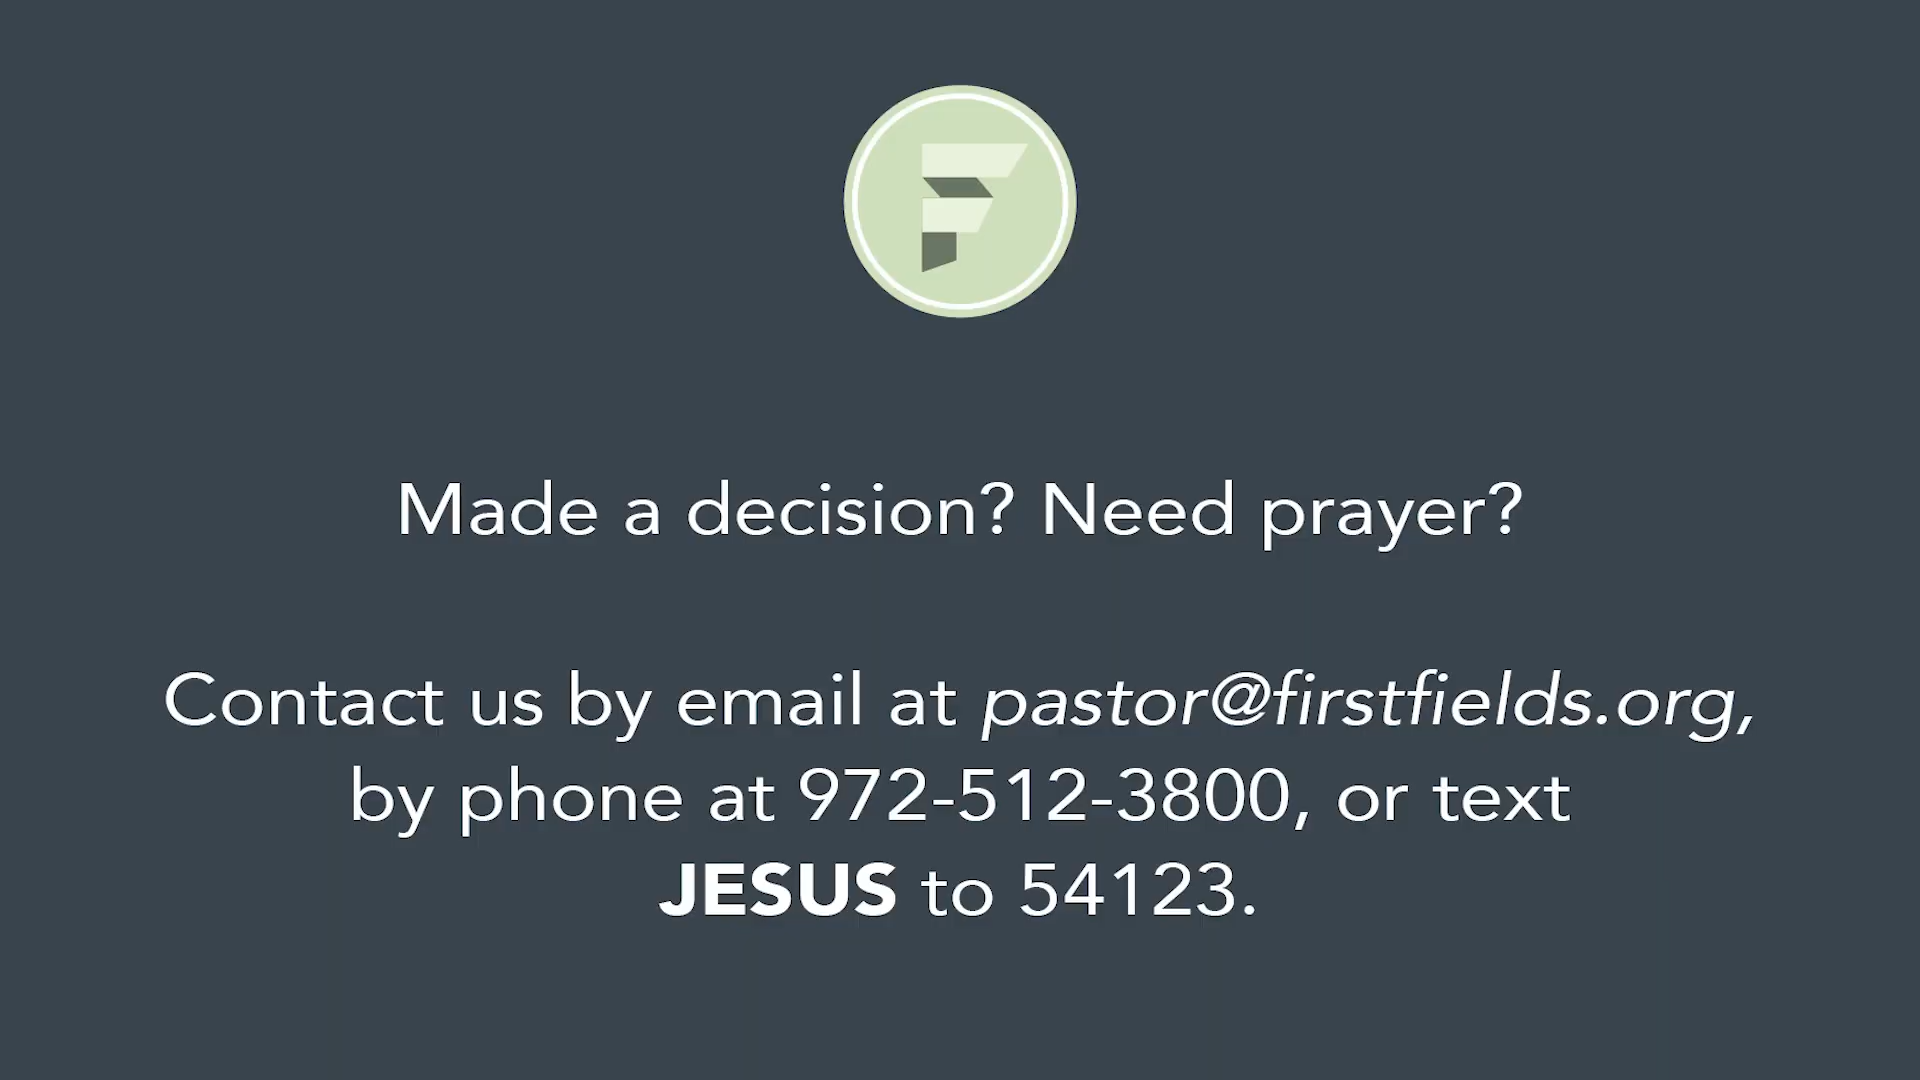 F
Made a decision? Need prayer?
Contact us by email at pastor@firstfields.org,
by phone at 972-512-3800, or text
JESUS to 54123.